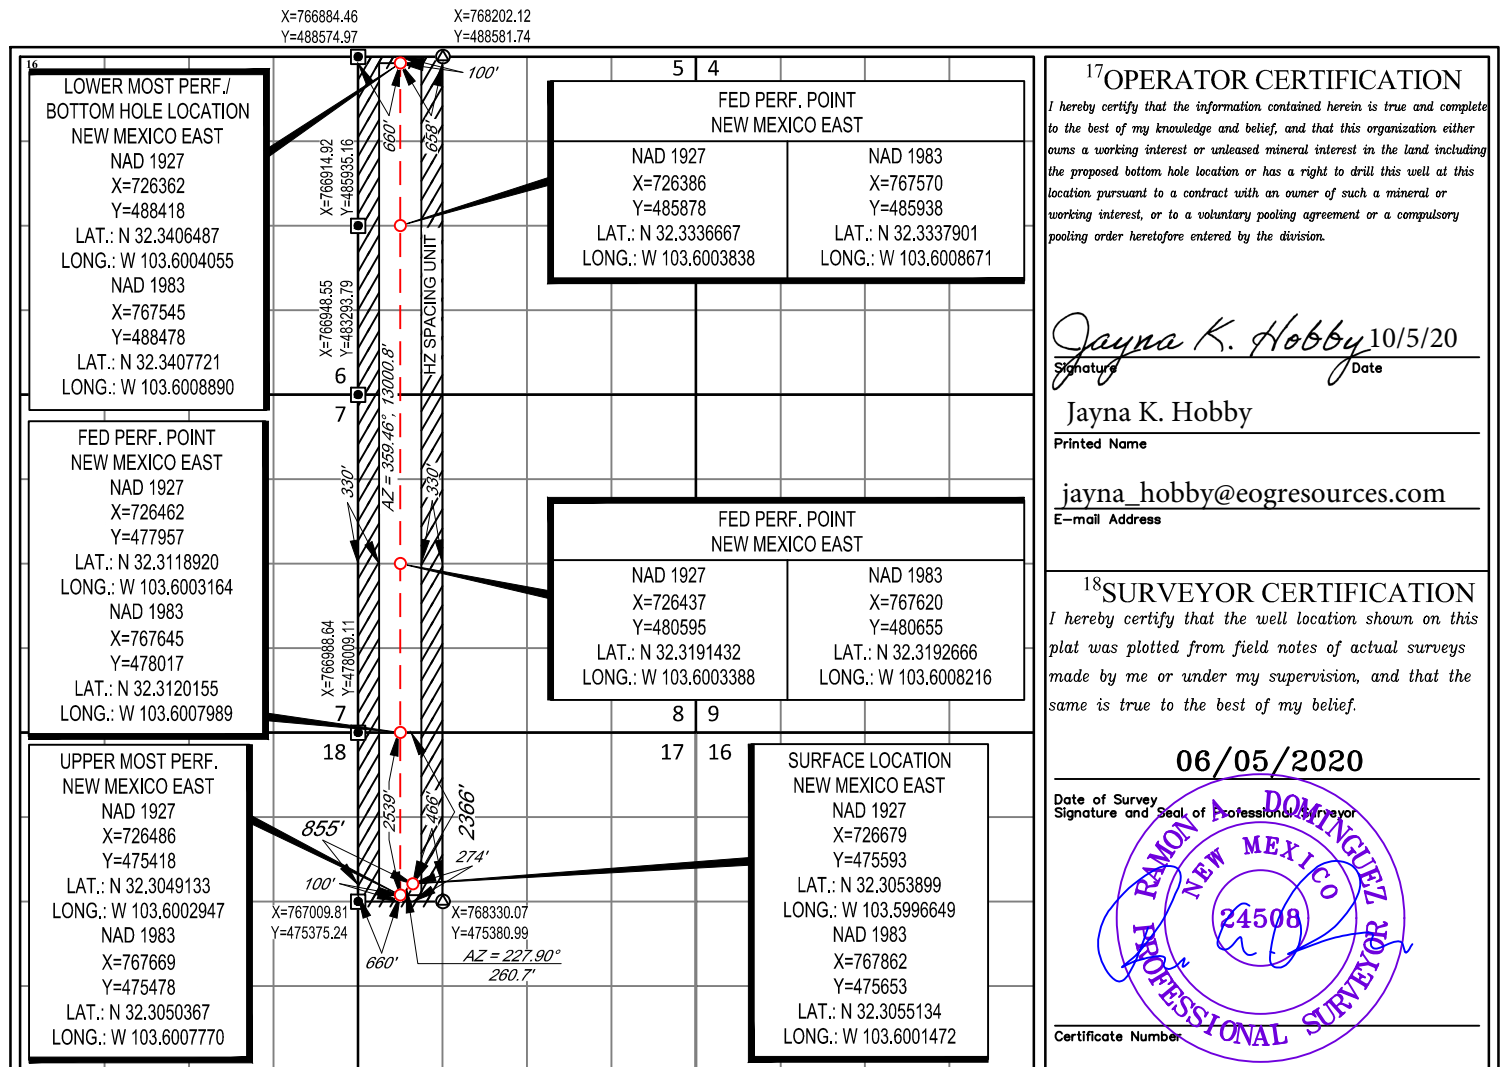 X=766884.46
Y=488574.97
X=768202.12
Y=488581.74
16
LOWER MOST PERF./
BOTTOM HOLE LOCATION
NEW MEXICO EAST
NAD 1927
X=726362
Y=488418
LAT.: N 32.3406487
LONG.: W 103.6004055
NAD 1983
X=767545
Y=488478
LAT.: N 32.3407721
LONG.: W 103.6008890
FED PERF. POINT
NEW MEXICO EAST
NAD 1927
X=726462
Y=477957
LAT.: N 32.3118920
LONG.: W 103.6003164
NAD 1983
X=767645
Y=478017
LAT.: N 32.3120155
LONG.: W 103.6007989
UPPER MOST PERF.
NEW MEXICO EAST
NAD 1927
X=726486
Y=475418
LAT.: N 32.3049133
LONG.: W 103.6002947
NAD 1983
X=767669
Y=475478
LAT.: N 32.3050367
LONG.: W 103.6007770
100'
660'
658'
X=766914.92
Y=485935.16
X=766948.55
Y=483293.79
HZ SPACING UNIT
AZ = 359.46°, 13000.8'
6
7
330'
330'
X=766988.64
Y=478009.11
7
18
2539'
466'
2366'
855'
274'
100'
X=767009.81
Y=475375.24
X=768330.07
Y=475380.99
660'
AZ = 227.90°
260.7'
5 4
FED PERF. POINT
NEW MEXICO EAST
NAD 1927
X=726386
Y=485878
LAT.: N 32.3336667
LONG.: W 103.6003838
NAD 1983
X=767570
Y=485938
LAT.: N 32.3337901
LONG.: W 103.6008671
FED PERF. POINT
NEW MEXICO EAST
NAD 1927
X=726437
Y=480595
LAT.: N 32.3191432
LONG.: W 103.6003388
NAD 1983
X=767620
Y=480655
LAT.: N 32.3192666
LONG.: W 103.6008216
8 9
17 16
SURFACE LOCATION
NEW MEXICO EAST
NAD 1927
X=726679
Y=475593
LAT.: N 32.3053899
LONG.: W 103.5996649
NAD 1983
X=767862
Y=475653
LAT.: N 32.3055134
LONG.: W 103.6001472
17 OPERATOR CERTIFICATION
I hereby certify that the information contained herein is true and complete
to the best of my knowledge and belief, and that this organization either
owns a working interest or unleased mineral interest in the land including
the proposed bottom hole location or has a right to drill this well at this
location pursuant to a contract with an owner of such a mineral or
working interest, or to a voluntary pooling agreement or a compulsory
pooling order heretofore entered by the division.
Jayna K. Hobby 10/5/20
Signature Date
Jayna K. Hobby
Printed Name
jayna_hobby@eogresources.com
E-mail Address
18 SURVEYOR CERTIFICATION
I hereby certify that the well location shown on this
plat was plotted from field notes of actual surveys
made by me or under my supervision, and that the
same is true to the best of my belief.
06/05/2020
Date of Survey
Signature and Seal of Professional Surveyor
RAMON A. DOMINGUEZ
NEW MEXICO
24508
PROFESSIONAL SURVEYOR
Certificate Number